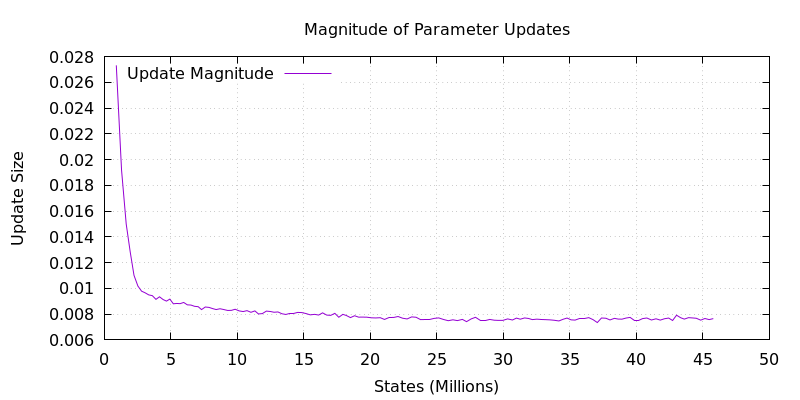 Magnitude of Parameter Updates
0.028
0.026
0.024
0.022
0.02
0.018
0.016
0.014
0.012
0.01
0.008
0.006
Update Size
Update Magnitude
0 5 10 15 20 25 30 35 40 45 50
States (Millions)